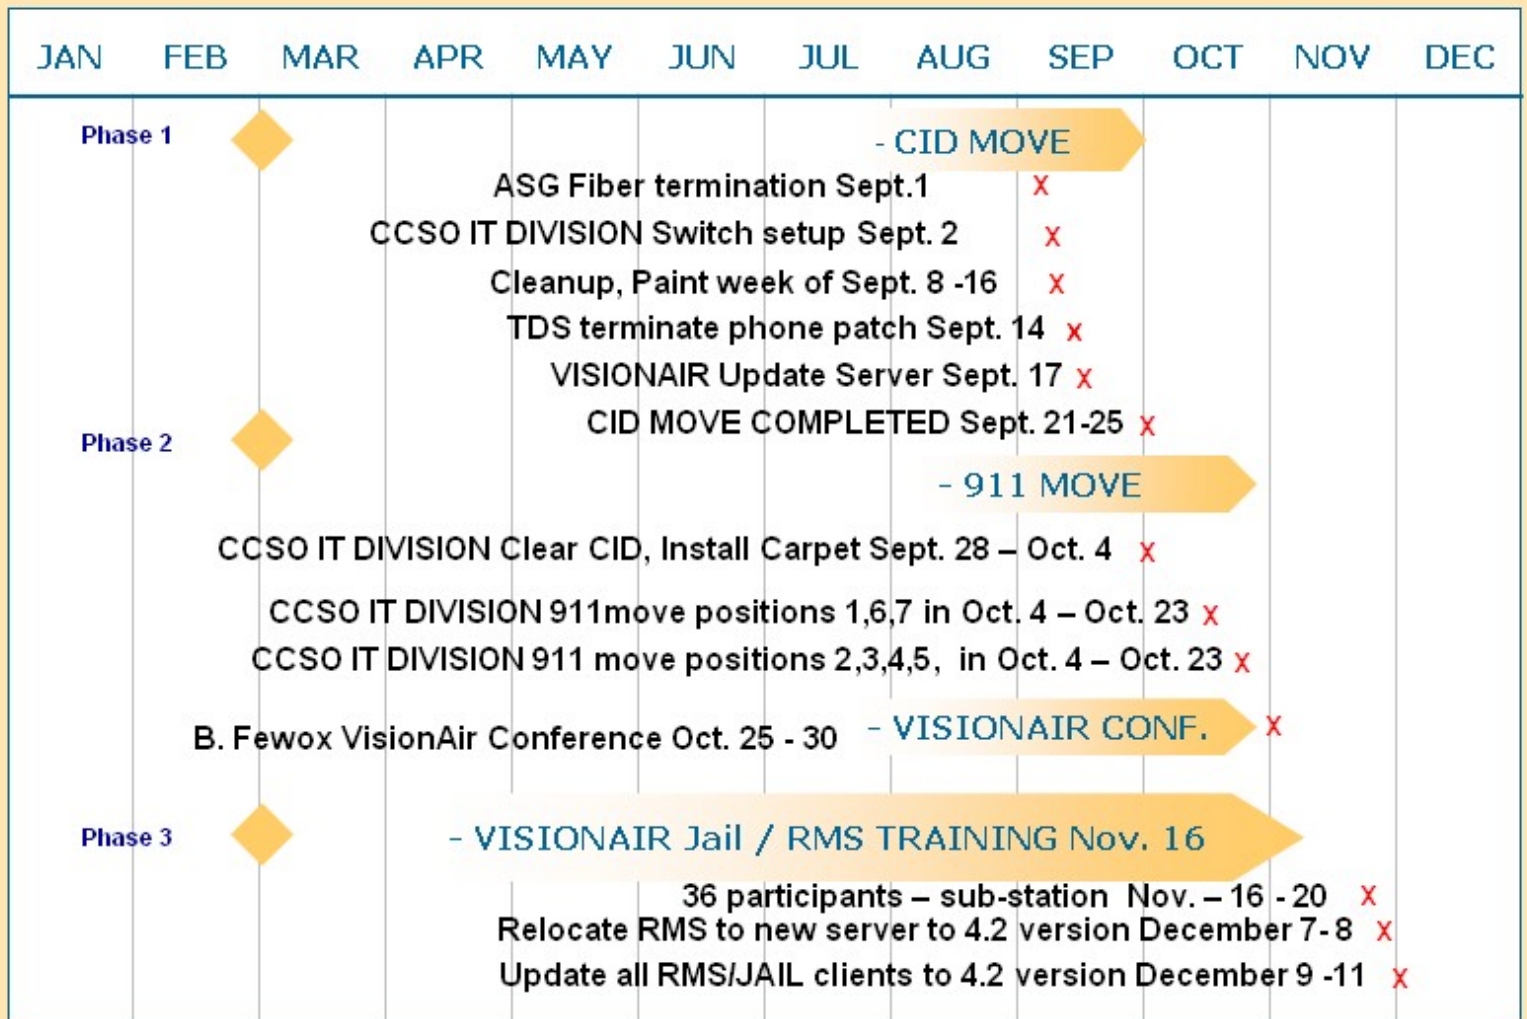 JAN FEB MAR APR MAY JUN JUL AUG SEP OCT NOV DEC
Phase 1
- CID MOVE
ASG Fiber termination Sept.1 X
CCSO IT DIVISION Switch setup Sept. 2 X
Cleanup, Paint week of Sept. 8 -16 X
TDS terminate phone patch Sept. 14 X
VISIONAIR Update Server Sept. 17 X
CID MOVE COMPLETED Sept. 21-25 X
Phase 2
- 911 MOVE
CCSO IT DIVISION Clear CID, Install Carpet Sept. 28 – Oct. 4 X
CCSO IT DIVISION 911move positions 1,6,7 in Oct. 4 – Oct. 23 X
CCSO IT DIVISION 911 move positions 2,3,4,5, in Oct. 4 – Oct. 23 X
B. Fewox VisionAir Conference Oct. 25 - 30 - VISIONAIR CONF. X
Phase 3
- VISIONAIR Jail / RMS TRAINING Nov. 16
36 participants – sub-station Nov. – 16 - 20 X
Relocate RMS to new server to 4.2 version December 7- 8 X
Update all RMS/JAIL clients to 4.2 version December 9 -11 X